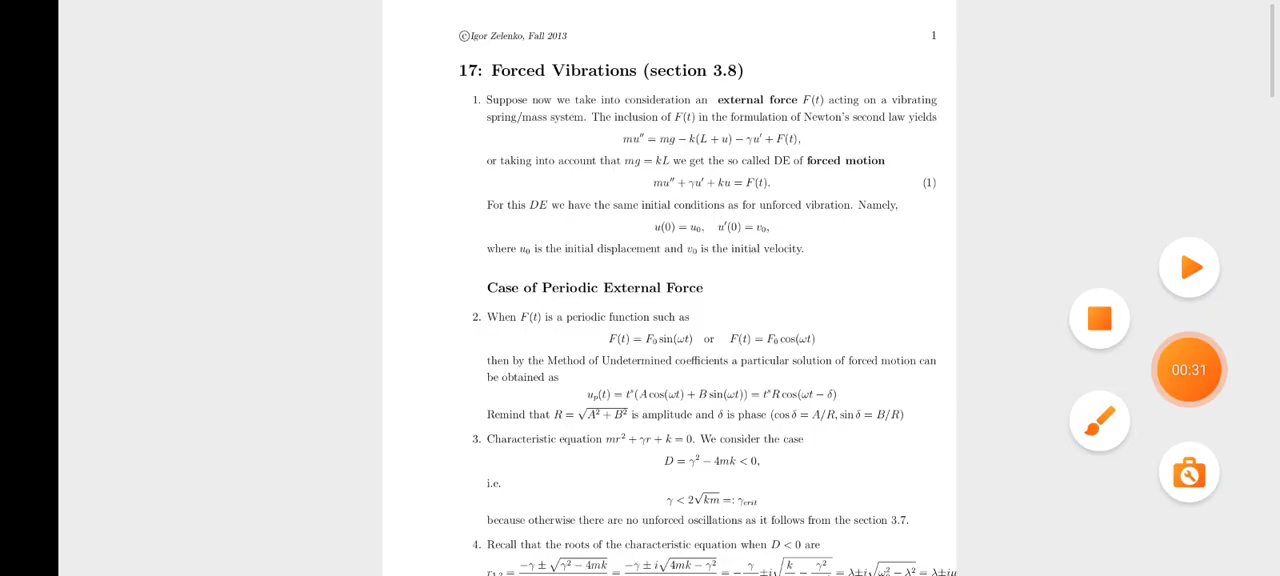 ©Igor Zelenko, Fall 2013 1
17: Forced Vibrations (section 3.8)
1. Suppose now we take into consideration an external force F(t) acting on a vibrating
spring/mass system. The inclusion of F(t) in the formulation of Newton's second law yields
mu″ = mg − k(L + u) − γu′ + F(t),
or taking into account that mg = kL we get the so called DE of forced motion
mu″ + γu′ + ku = F(t). (1)
For this DE we have the same initial conditions as for unforced vibration. Namely,
u(0) = u₀, u′(0) = v₀,
where u₀ is the initial displacement and v₀ is the initial velocity.
Case of Periodic External Force
2. When F(t) is a periodic function such as
F(t) = F₀ sin(ωt) or F(t) = F₀ cos(ωt)
then by the Method of Undetermined coefficients a particular solution of forced motion can
be obtained as
uₚ(t) = tˢ(A cos(ωt) + B sin(ωt)) = tˢR cos(ωt − δ)
Remind that R = √(A² + B²) is amplitude and δ is phase (cos δ = A/R, sin δ = B/R)
3. Characteristic equation mr² + γr + k = 0. We consider the case
D = γ² − 4mk < 0,
i.e.
γ < 2√km =: γcrit
because otherwise there are no unforced oscillations as it follows from the section 3.7.
4. Recall that the roots of the characteristic equation when D < 0 are
00:31